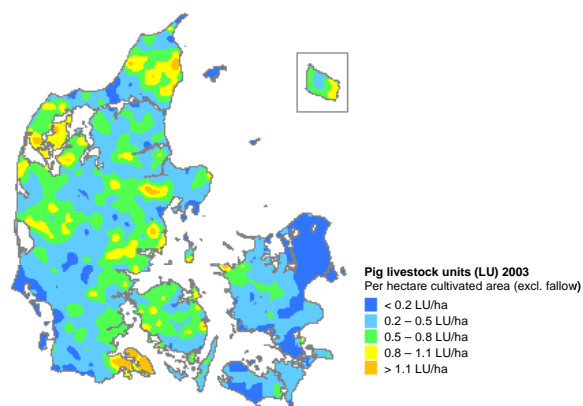 Pig livestock units (LU) 2003
Per hectare cultivated area (excl. fallow)
< 0.2 LU/ha
0.2 – 0.5 LU/ha
0.5 – 0.8 LU/ha
0.8 – 1.1 LU/ha
> 1.1 LU/ha